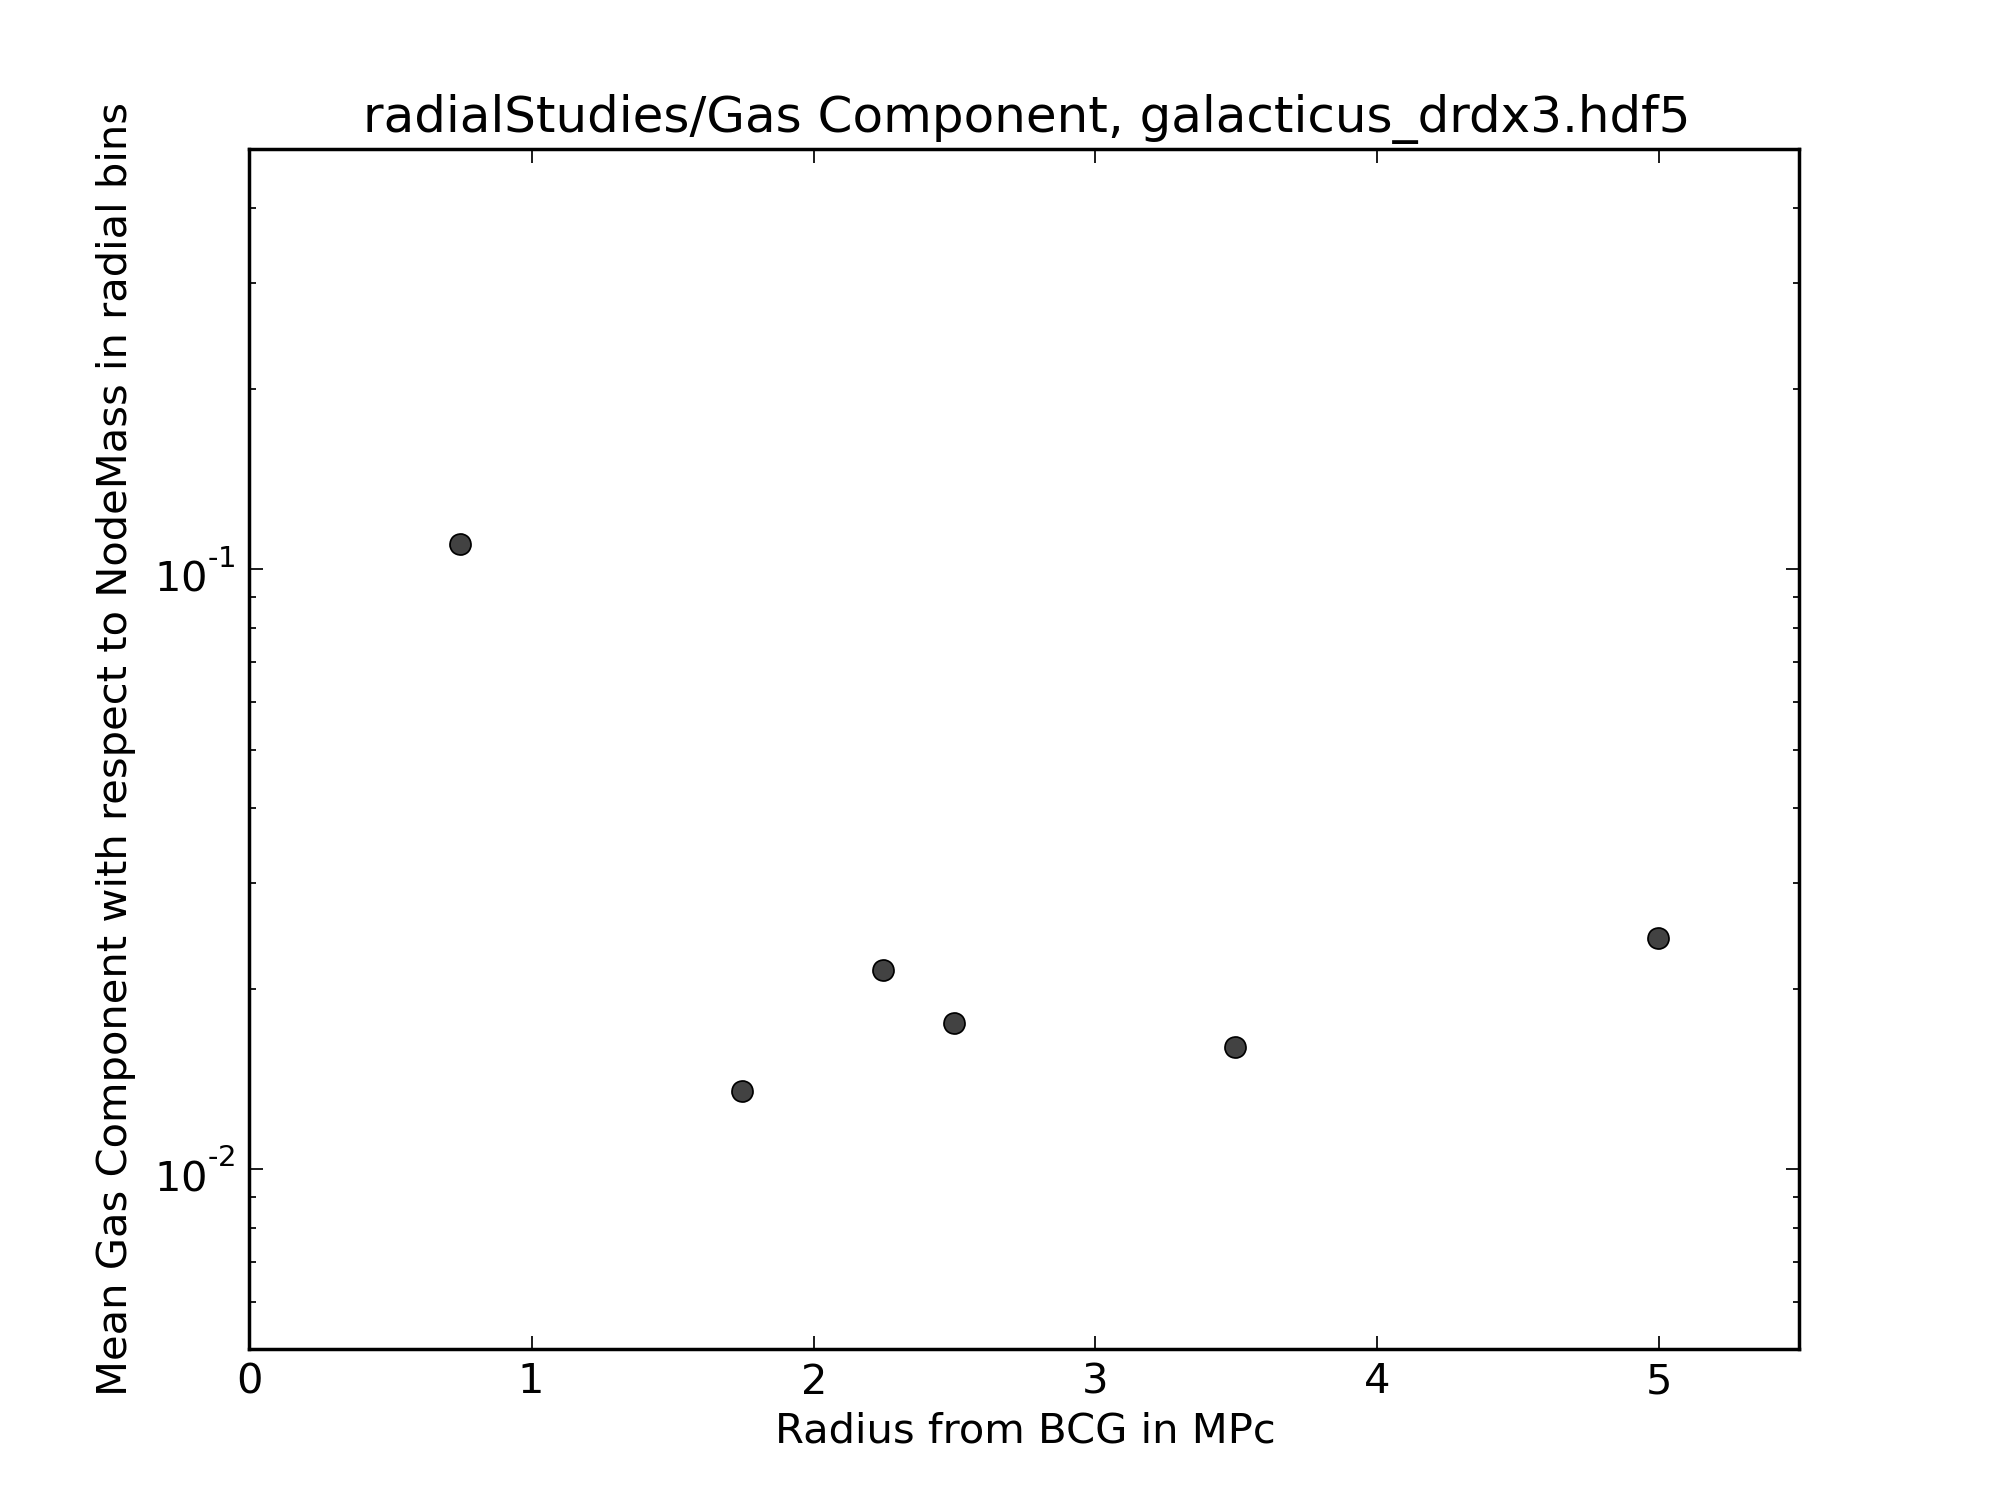 radialStudies/Gas Component, galacticus_drdx3.hdf5
Mean Gas Component with respect to NodeMass in radial bins
10^-1
10^-2
0 1 2 3 4 5
Radius from BCG in MPc